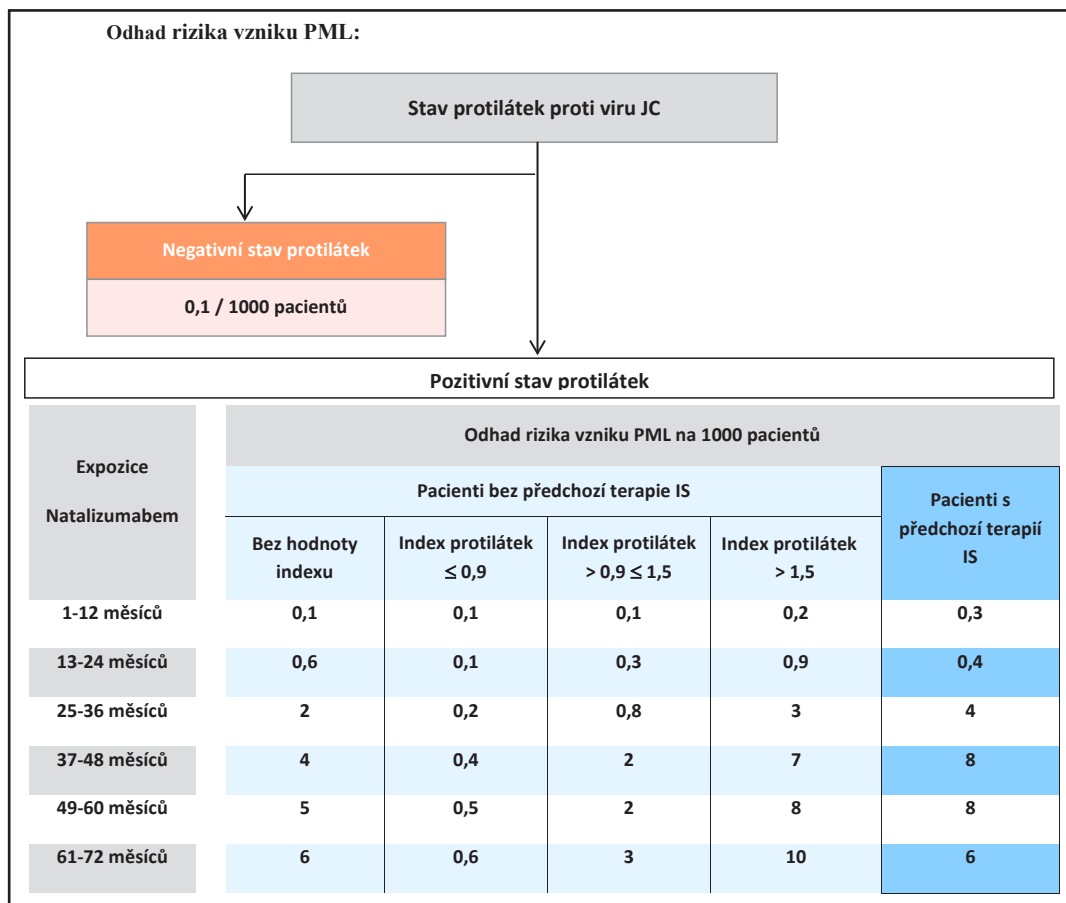 Odhad rizika vzniku PML:
Stav protilátek proti viru JC
Negativní stav protilátek
0,1 / 1000 pacientů
Pozitivní stav protilátek
Expozice
Natalizumabem
Odhad rizika vzniku PML na 1000 pacientů
Pacienti bez předchozí terapie IS
Pacienti s
předchozí terapií
IS
Bez hodnoty
indexu
Index protilátek
≤ 0,9
Index protilátek
> 0,9 ≤ 1,5
Index protilátek
> 1,5
1-12 měsíců 0,1 0,1 0,1 0,2 0,3
13-24 měsíců 0,6 0,1 0,3 0,9 0,4
25-36 měsíců 2 0,2 0,8 3 4
37-48 měsíců 4 0,4 2 7 8
49-60 měsíců 5 0,5 2 8 8
61-72 měsíců 6 0,6 3 10 6